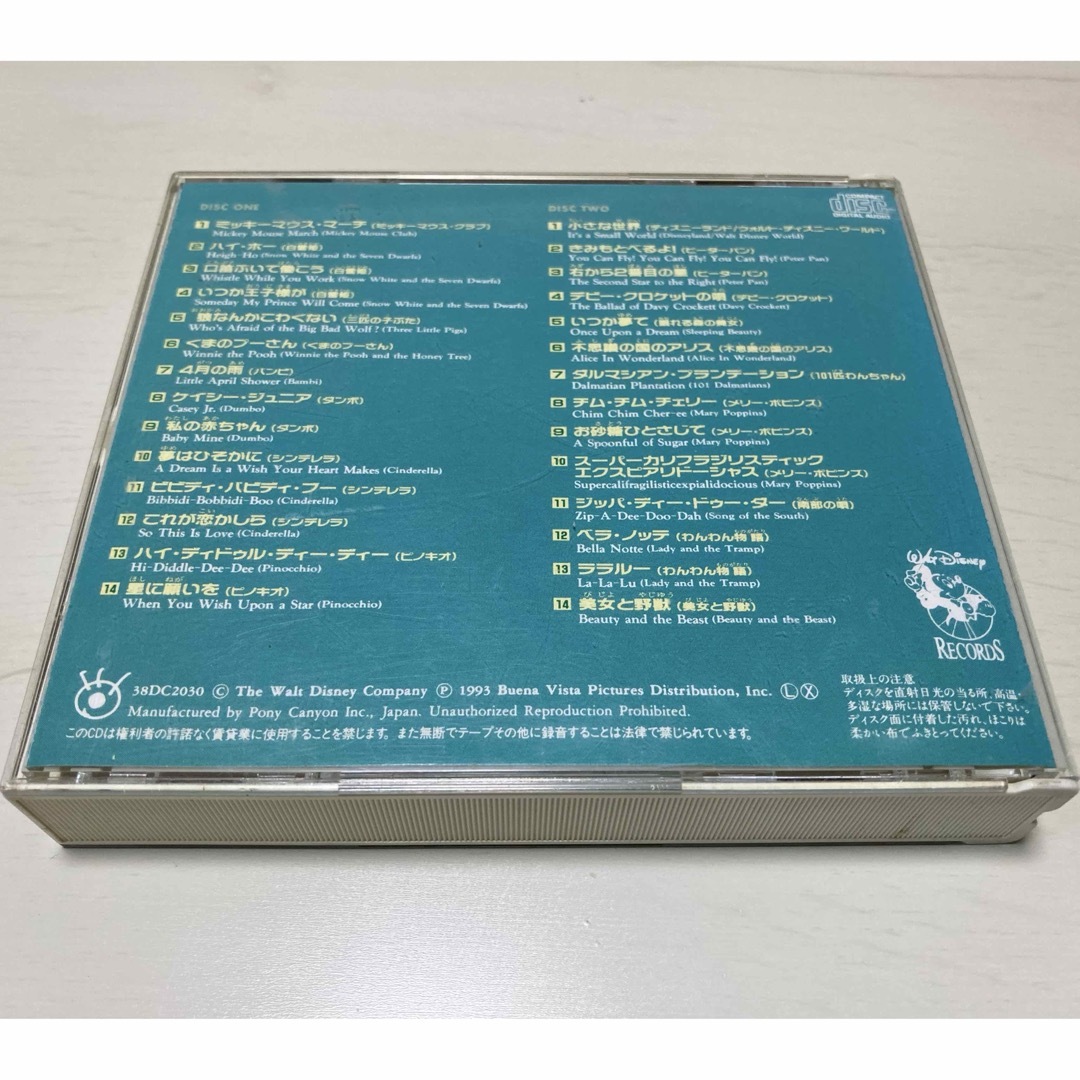 DISC ONE
1 ミッキーマウス・マーチ (ミッキーマウス・クラブ)
Mickey Mouse March (Mickey Mouse Club)
2 ハイ・ホー (白雪姫)
Heigh-Ho (Snow White and the Seven Dwarfs)
3 口笛ふいて働こう (白雪姫)
Whistle While You Work (Snow White and the Seven Dwarfs)
4 いつか王子様が (白雪姫)
Someday My Prince Will Come (Snow White and the Seven Dwarfs)
5 狼なんかこわくない (三匹の子ぶた)
Who's Afraid of the Big Bad Wolf? (Three Little Pigs)
6 くまのプーさん (くまのプーさん)
Winnie the Pooh (Winnie the Pooh and the Honey Tree)
7 4月の雨 (バンビ)
Little April Shower (Bambi)
8 ケイシー・ジュニア (ダンボ)
Casey Jr. (Dumbo)
9 私の赤ちゃん (ダンボ)
Baby Mine (Dumbo)
10 夢はひそかに (シンデレラ)
A Dream Is a Wish Your Heart Makes (Cinderella)
11 ビビディ・バビディ・ブー (シンデレラ)
Bibbidi-Bobbidi-Boo (Cinderella)
12 これが恋かしら (シンデレラ)
So This Is Love (Cinderella)
13 ハイ・ディドゥル・ディー・ディー (ピノキオ)
Hi-Diddle-Dee-Dee (Pinocchio)
14 星に願いを (ピノキオ)
When You Wish Upon a Star (Pinocchio)
DISC TWO
1 小さな世界 (ディズニーランド/ウォルト・ディズニー・ワールド)
It's a Small World (Disneyland/Walt Disney World)
2 きみもとべるよ! (ピーターパン)
You Can Fly! You Can Fly! You Can Fly! (Peter Pan)
3 右から2番目の星 (ピーターパン)
The Second Star to the Right (Peter Pan)
4 デビー・クロケットの唄 (デビー・クロケット)
The Ballad of Davy Crockett (Davy Crockett)
5 いつか夢で (眠れる森の美女)
Once Upon a Dream (Sleeping Beauty)
6 不思議の国のアリス (不思議の国のアリス)
Alice In Wonderland (Alice In Wonderland)
7 ダルマシアン・プランテーション (101匹わんちゃん)
Dalmatian Plantation (101 Dalmatians)
8 チム・チム・チェリー (メリー・ポピンズ)
Chim Chim Cher-ee (Mary Poppins)
9 お砂糖ひとさじで (メリー・ポピンズ)
A Spoonful of Sugar (Mary Poppins)
10 スーパーカリフラジリスティック
エクスピアリドーシャス (メリー・ポピンズ)
Supercalifragilisticexpialidocious (Mary Poppins)
11 ジッパ・ディー・ドゥー・ダー (南部の唄)
Zip-A-Dee-Doo-Dah (Song of the South)
12 ベラ・ノッテ (わんわん物語)
Bella Notte (Lady and the Tramp)
13 ララルー (わんわん物語)
La-La-Lu (Lady and the Tramp)
14 美女と野獣 (美女と野獣)
Beauty and the Beast (Beauty and the Beast)
COMPACT
disc
DIGITAL AUDIO
WALT DISNEY
RECORDS
38DC2030 © The Walt Disney Company Ⓟ 1993 Buena Vista Pictures Distribution, Inc. Ⓛ Ⓧ
Manufactured by Pony Canyon Inc., Japan. Unauthorized Reproduction Prohibited.
このCDは権利者の許諾なく賃貸業に使用することを禁じます。また無断でテープその他に録音することは法律で禁じられています。
取扱上の注意
ディスクを直射日光の当る所、高温・
多湿な場所には保管しないで下さい。
ディスク面に付着した汚れ、ほこりは
柔かい布でふきとってください。